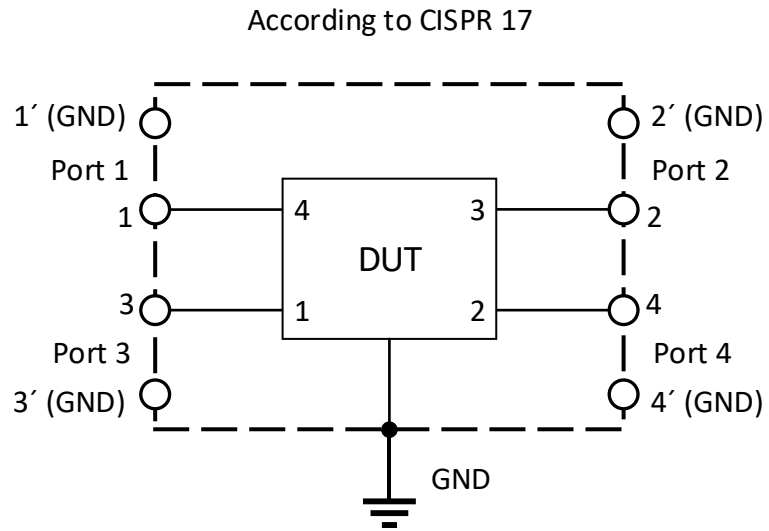 According to CISPR 17
1´ (GND)
2´ (GND)
Port 1
Port 2
1
4
3
2
DUT
3
1
2
4
Port 3
Port 4
3´ (GND)
4´ (GND)
GND